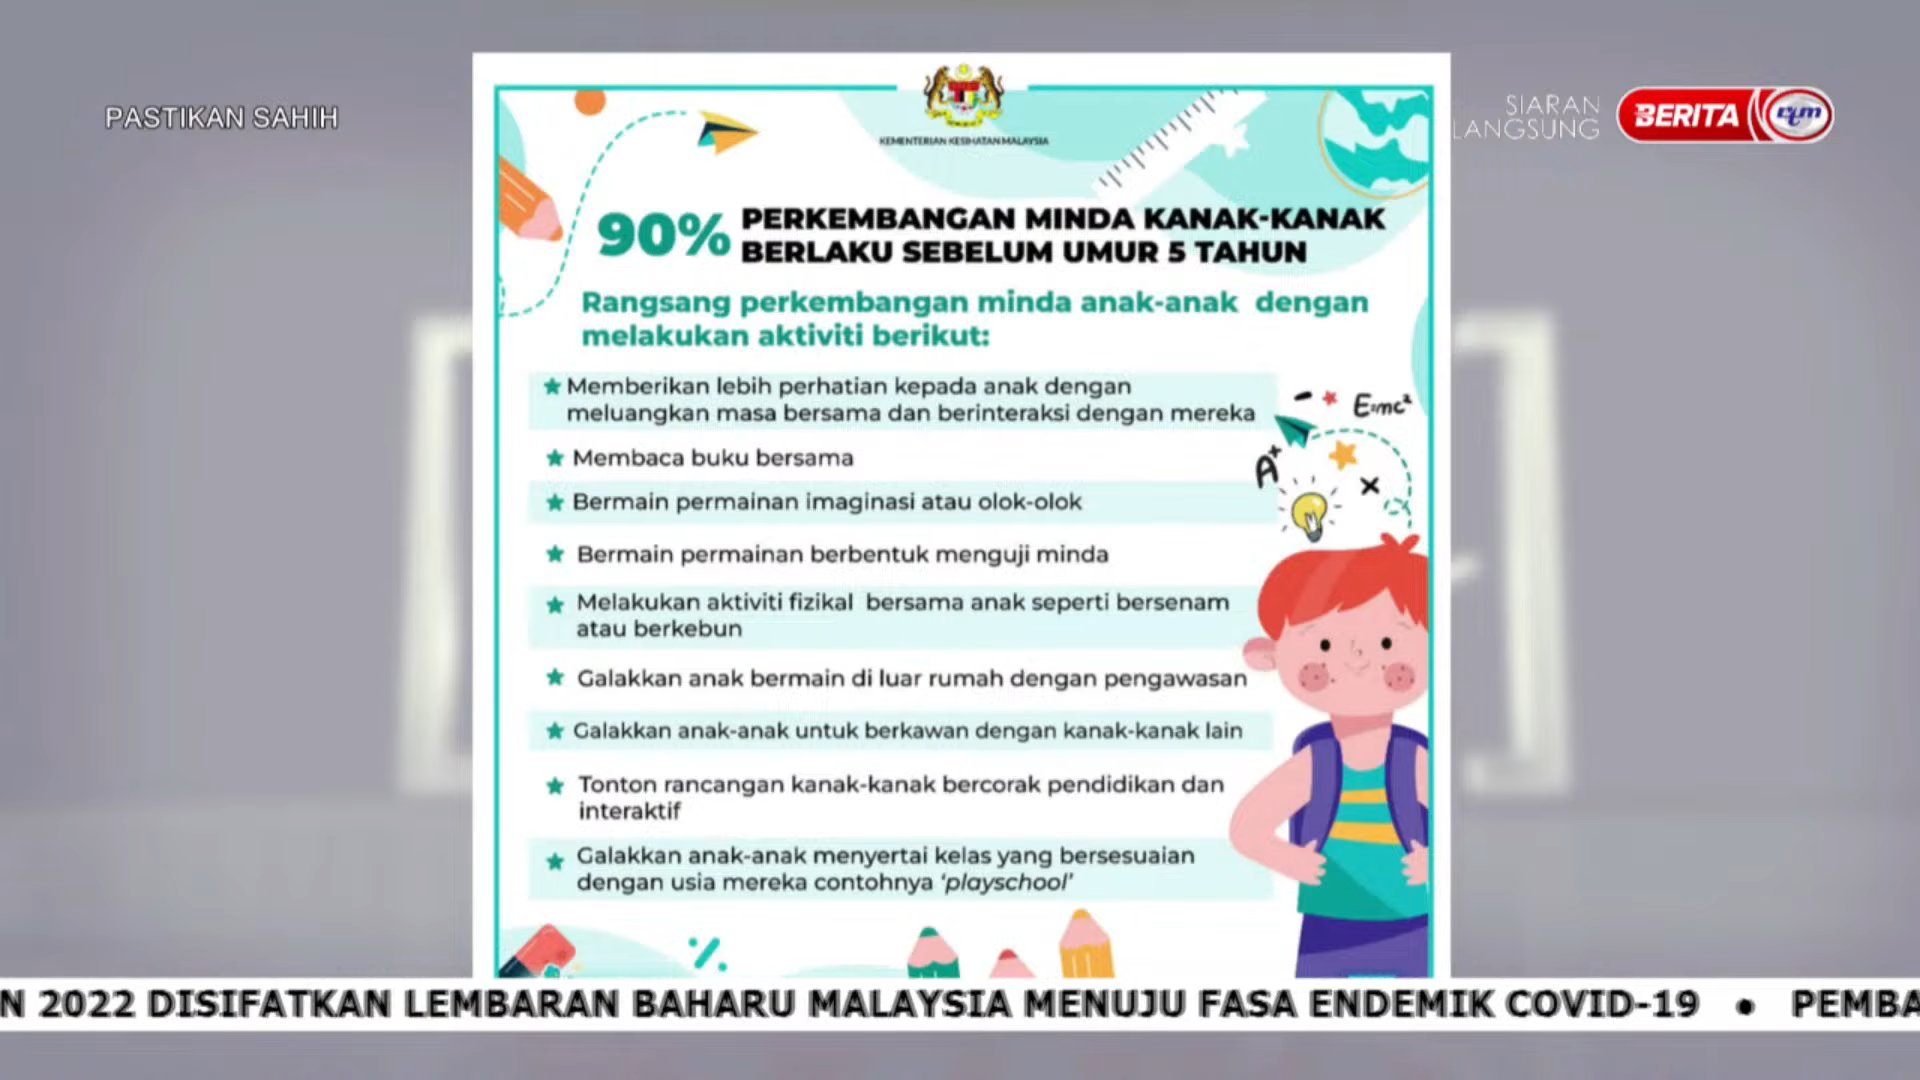 PASTIKAN SAHIH
SIARAN
LANGSUNG
BERITA rtm
KEMENTERIAN KESIHATAN MALAYSIA
90% PERKEMBANGAN MINDA KANAK-KANAK
BERLAKU SEBELUM UMUR 5 TAHUN
Rangsang perkembangan minda anak-anak dengan
melakukan aktiviti berikut:
★ Memberikan lebih perhatian kepada anak dengan
meluangkan masa bersama dan berinteraksi dengan mereka
★ Membaca buku bersama
★ Bermain permainan imaginasi atau olok-olok
★ Bermain permainan berbentuk menguji minda
★ Melakukan aktiviti fizikal bersama anak seperti bersenam
atau berkebun
★ Galakkan anak bermain di luar rumah dengan pengawasan
★ Galakkan anak-anak untuk berkawan dengan kanak-kanak lain
★ Tonton rancangan kanak-kanak bercorak pendidikan dan
interaktif
★ Galakkan anak-anak menyertai kelas yang bersesuaian
dengan usia mereka contohnya 'playschool'
E=mc²
A+
N 2022 DISIFATKAN LEMBARAN BAHARU MALAYSIA MENUJU FASA ENDEMIK COVID-19 • PEMBA